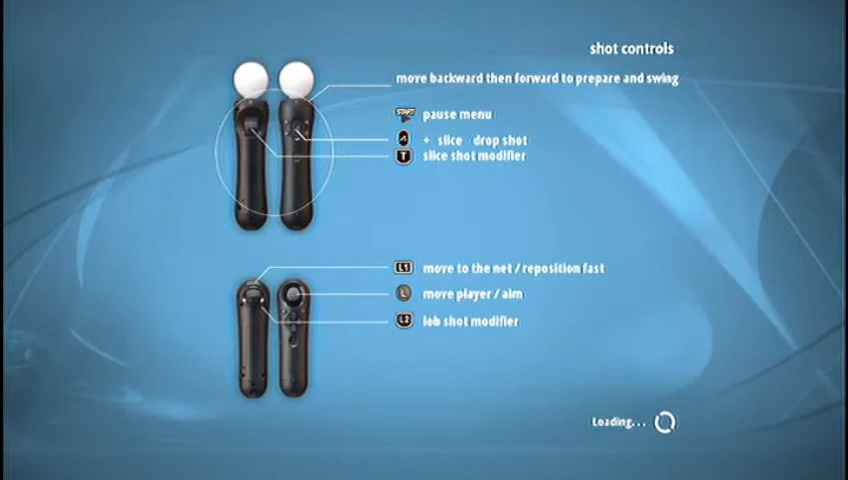 shot controls
move backward then forward to prepare and swing
START pause menu
+ slice drop shot
T slice shot modifier
L1 move to the net / reposition fast
L move player / aim
L2 lob shot modifier
Loading...